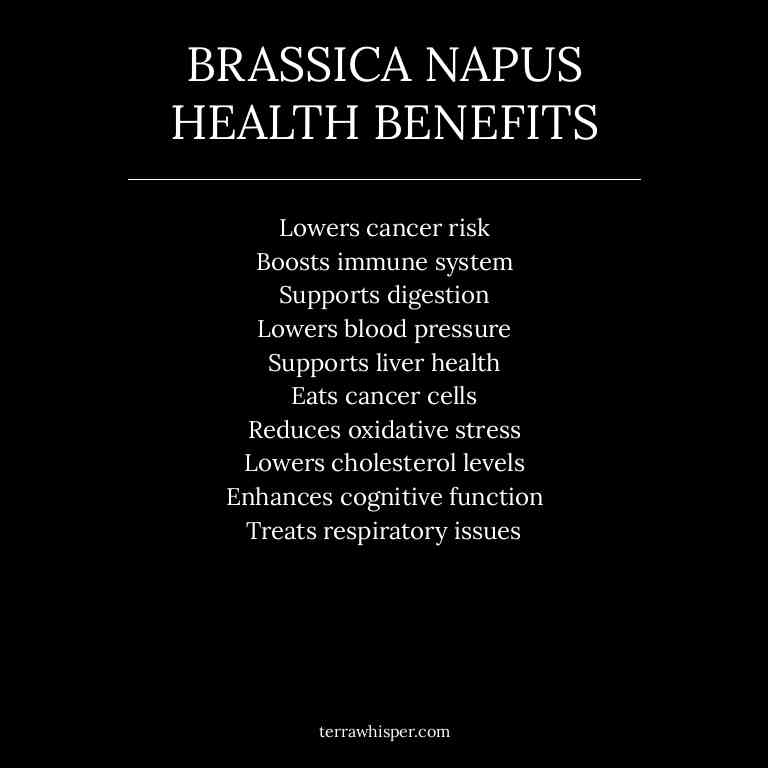 BRASSICA NAPUS
HEALTH BENEFITS
Lowers cancer risk
Boosts immune system
Supports digestion
Lowers blood pressure
Supports liver health
Eats cancer cells
Reduces oxidative stress
Lowers cholesterol levels
Enhances cognitive function
Treats respiratory issues
terrawhisper.com